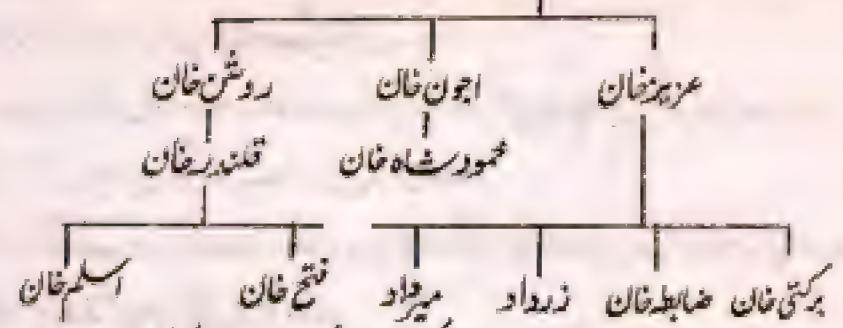 عزیز خان اجون خان روشن خان
محمود شاہ خان قلندر خان
برکتی خان ضابطہ خان زرداد میرداد فتح خان اسلم خان